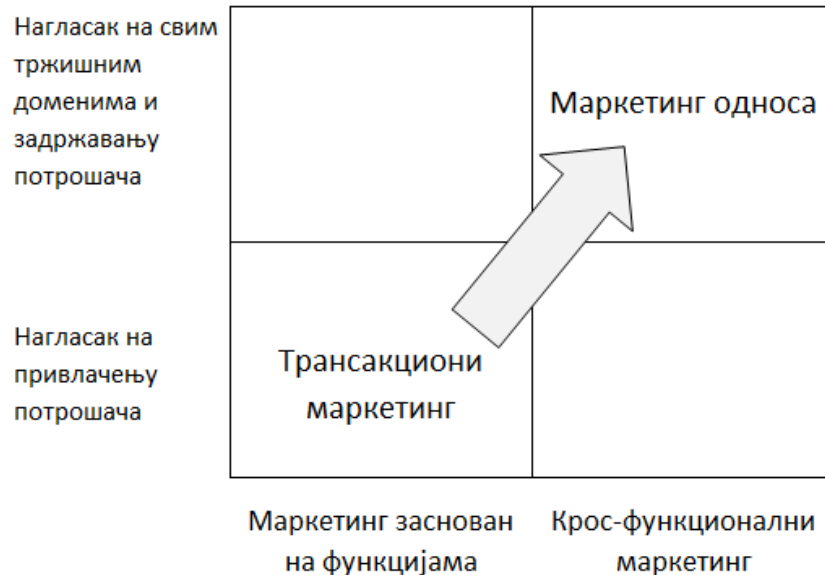 Нагласак на свим
тржишним
доменима и
задржавању
потрошача
Маркетинг односа
Нагласак на
привлачењу
потрошача
Трансакциони
маркетинг
Маркетинг заснован
на функцијама
Крос-функционални
маркетинг